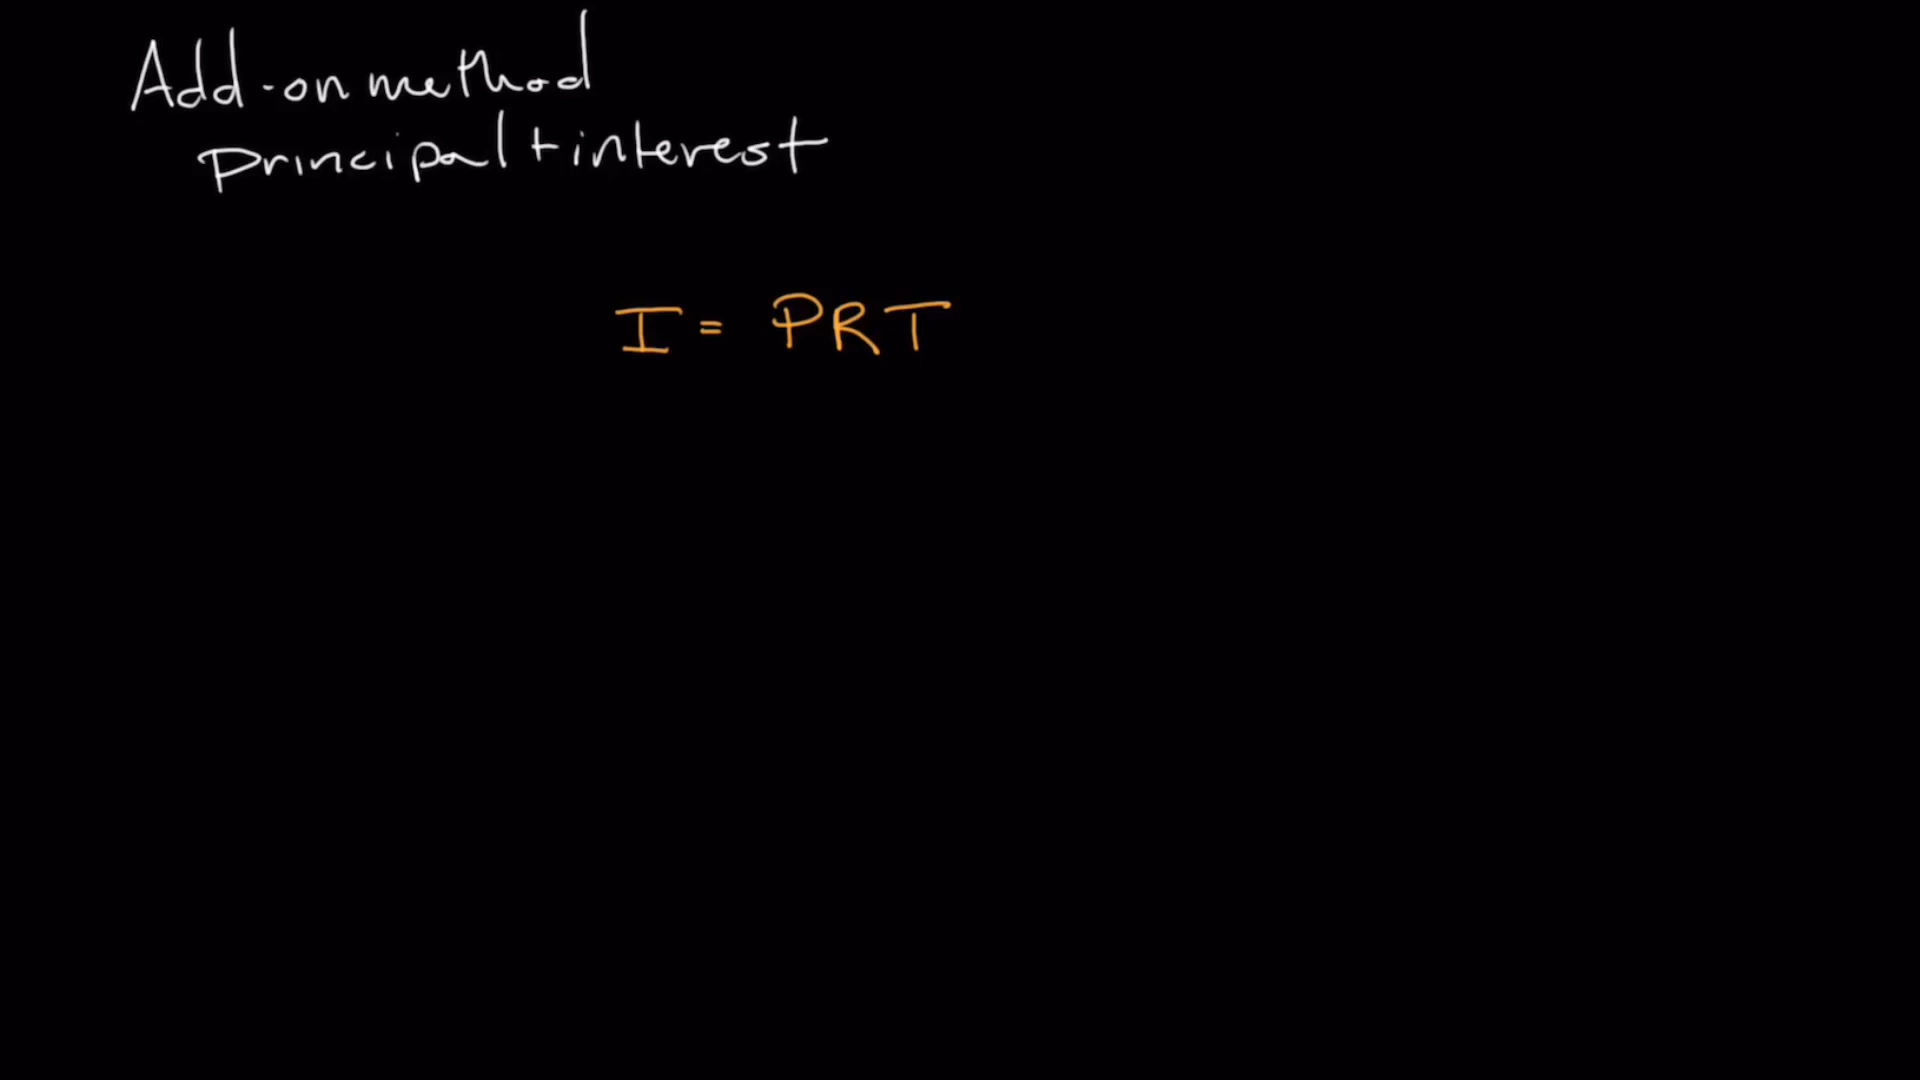 Add-on method
principal + interest
I = PRT